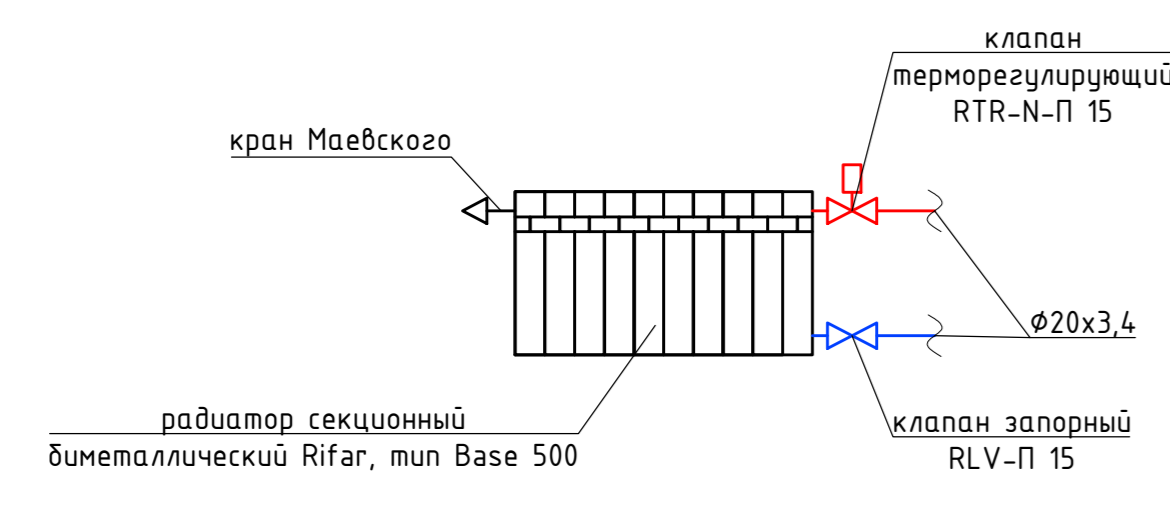 клапан
терморегулирующий
RTR-N-П 15
кран Маевского
Ф20х3,4
радиатор секционный
биметаллический Rifar, тип Base 500
клапан запорный
RLV-П 15